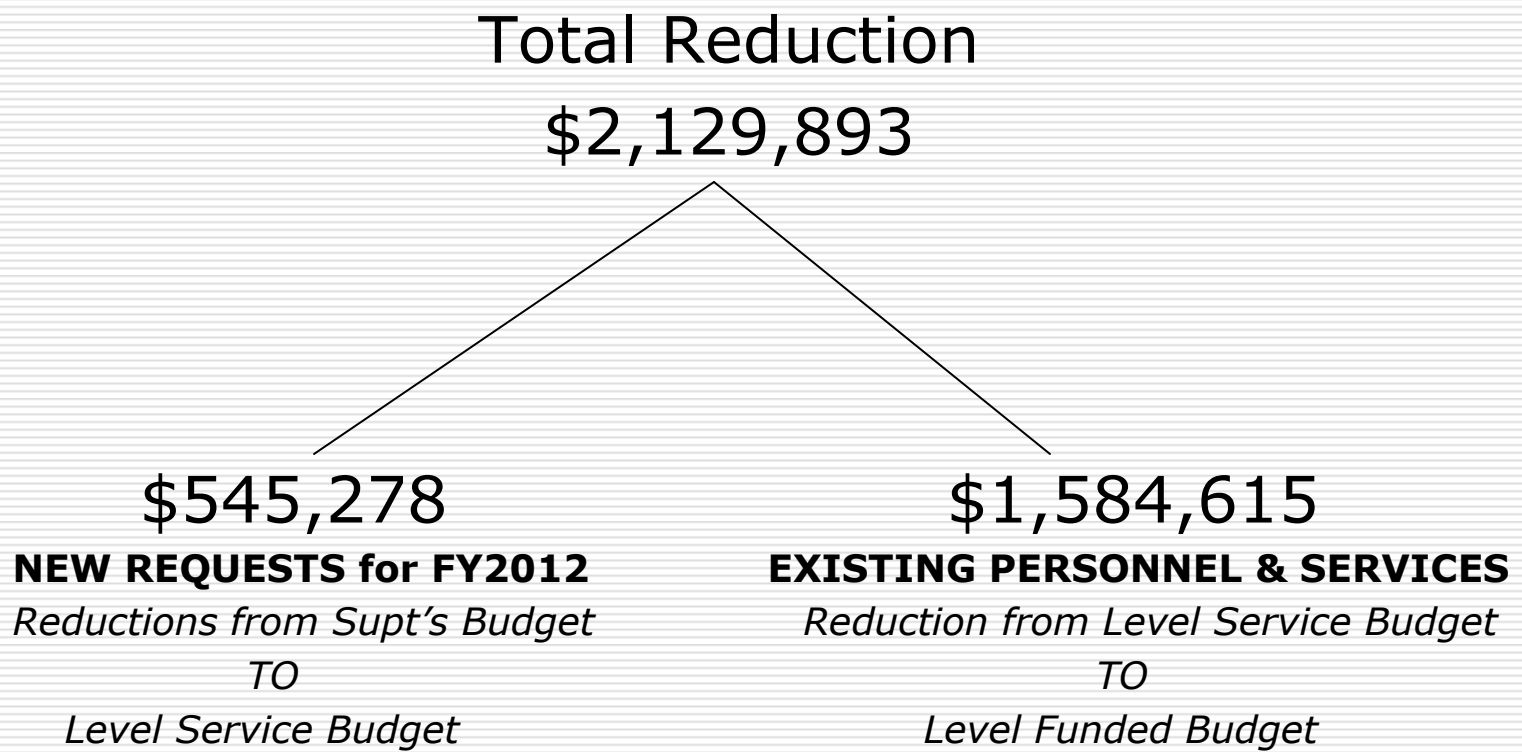 Total Reduction
$2,129,893
$545,278
NEW REQUESTS for FY2012
Reductions from Supt's Budget
TO
Level Service Budget
$1,584,615
EXISTING PERSONNEL & SERVICES
Reduction from Level Service Budget
TO
Level Funded Budget